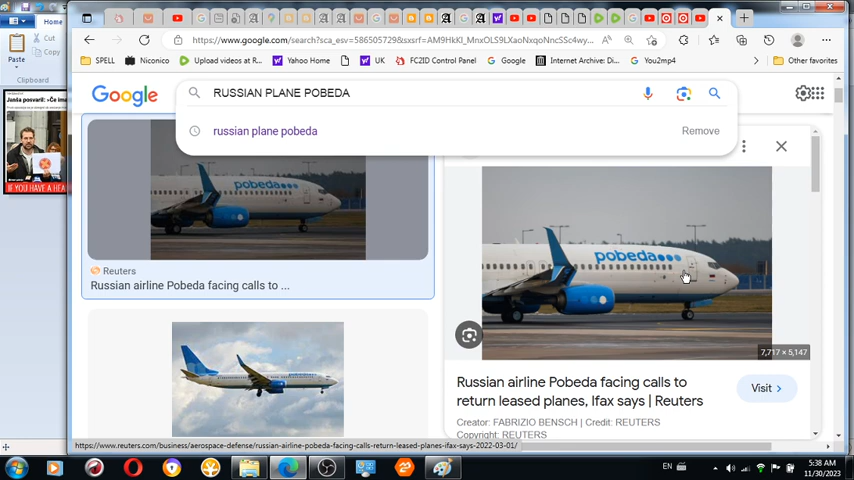 Home
Paste
Cut
Copy
Clipboard
Janša posvaril: »Če ima
IF YOU HAVE A HEA
https://www.google.com/search?sca_esv=586505729&sxsrf=AM9HkKI_MnxOLS9LXaoNxqoNncSSc4wy...
SPELL
Niconico
Upload videos at R...
Yahoo Home
UK
FC2ID Control Panel
Google
Internet Archive: Di...
You2mp4
Other favorites
Google
RUSSIAN PLANE POBEDA
russian plane pobeda
Remove
pobeda
Reuters
Russian airline Pobeda facing calls to ...
pobeda
7,717 × 5,147
Russian airline Pobeda facing calls to
return leased planes, Ifax says | Reuters
Visit
Creator: FABRIZIO BENSCH | Credit: REUTERS
Copyright: REUTERS
https://www.reuters.com/business/aerospace-defense/russian-airline-pobeda-facing-calls-return-leased-planes-ifax-says-2022-03-01/
EN
5:38 AM
11/30/2023